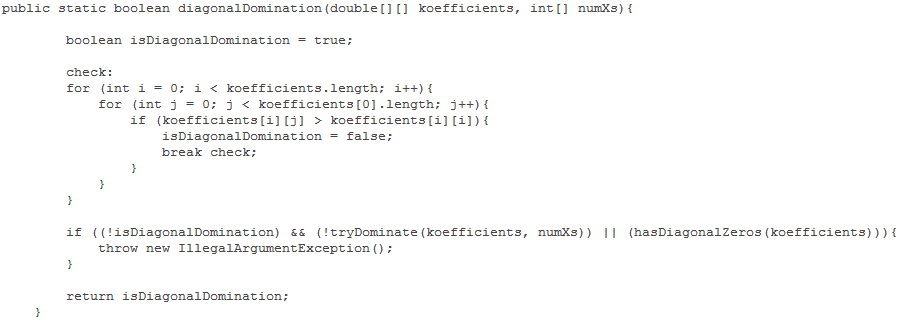 public static boolean diagonalDomination(double[][] koefficients, int[] numXs){
boolean isDiagonalDomination = true;
check:
for (int i = 0; i < koefficients.length; i++){
for (int j = 0; j < koefficients[0].length; j++){
if (koefficients[i][j] > koefficients[i][i]){
isDiagonalDomination = false;
break check;
}
}
}
if ((!isDiagonalDomination) && (!tryDominate(koefficients, numXs)) || (hasDiagonalZeros(koefficients))){
throw new IllegalArgumentException();
}
return isDiagonalDomination;
}